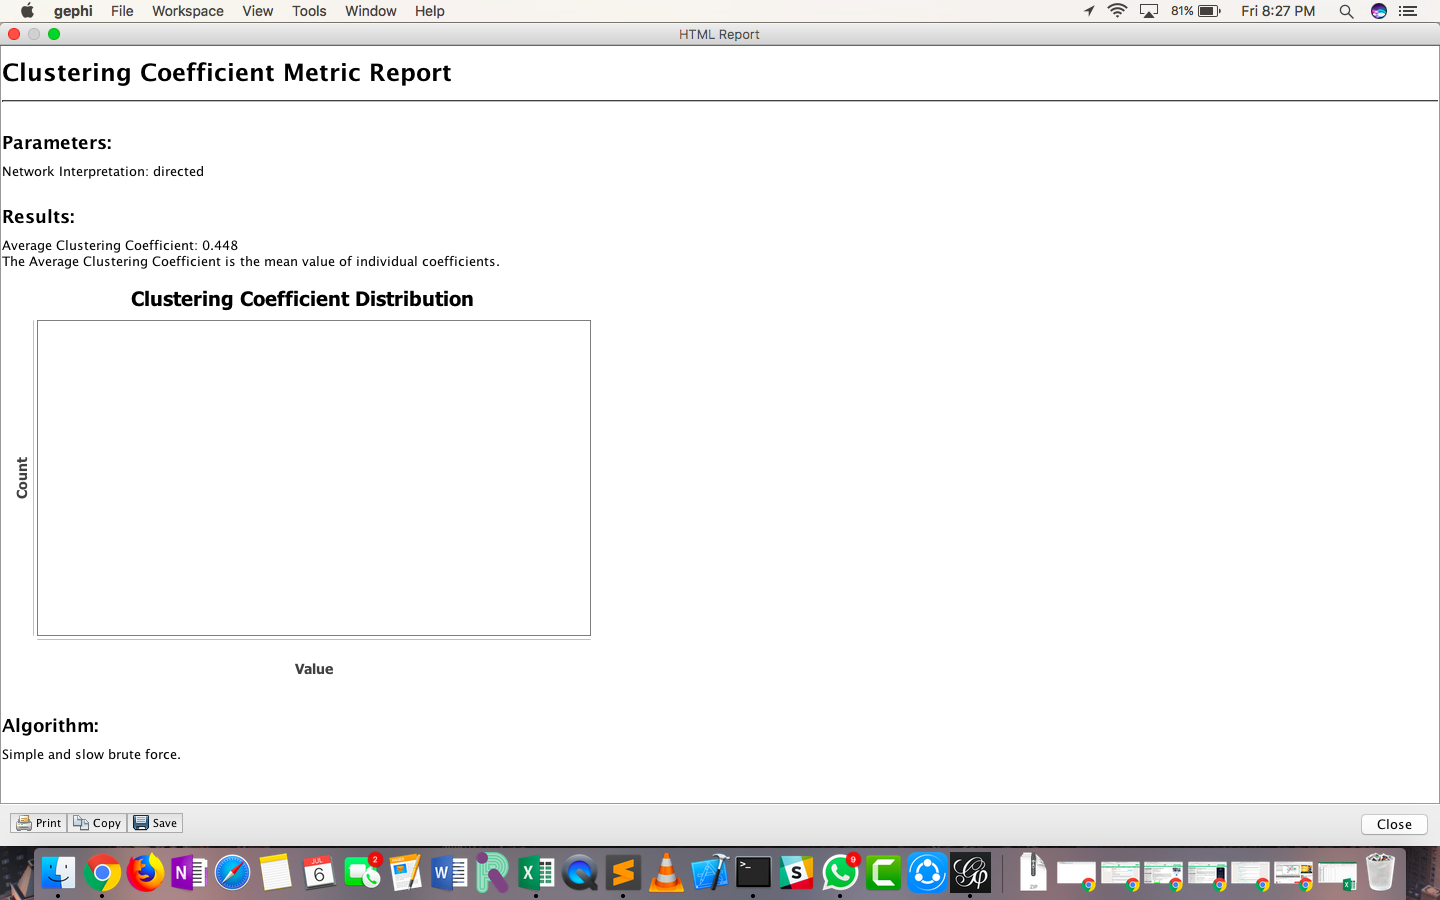 gephi File Workspace View Tools Window Help 81% Fri 8:27 PM
HTML Report
Clustering Coefficient Metric Report
Parameters:
Network Interpretation: directed
Results:
Average Clustering Coefficient: 0.448
The Average Clustering Coefficient is the mean value of individual coefficients.
Clustering Coefficient Distribution
Count
Value
Algorithm:
Simple and slow brute force.
Print Copy Save Close
JUL
6
2
9
ZIP